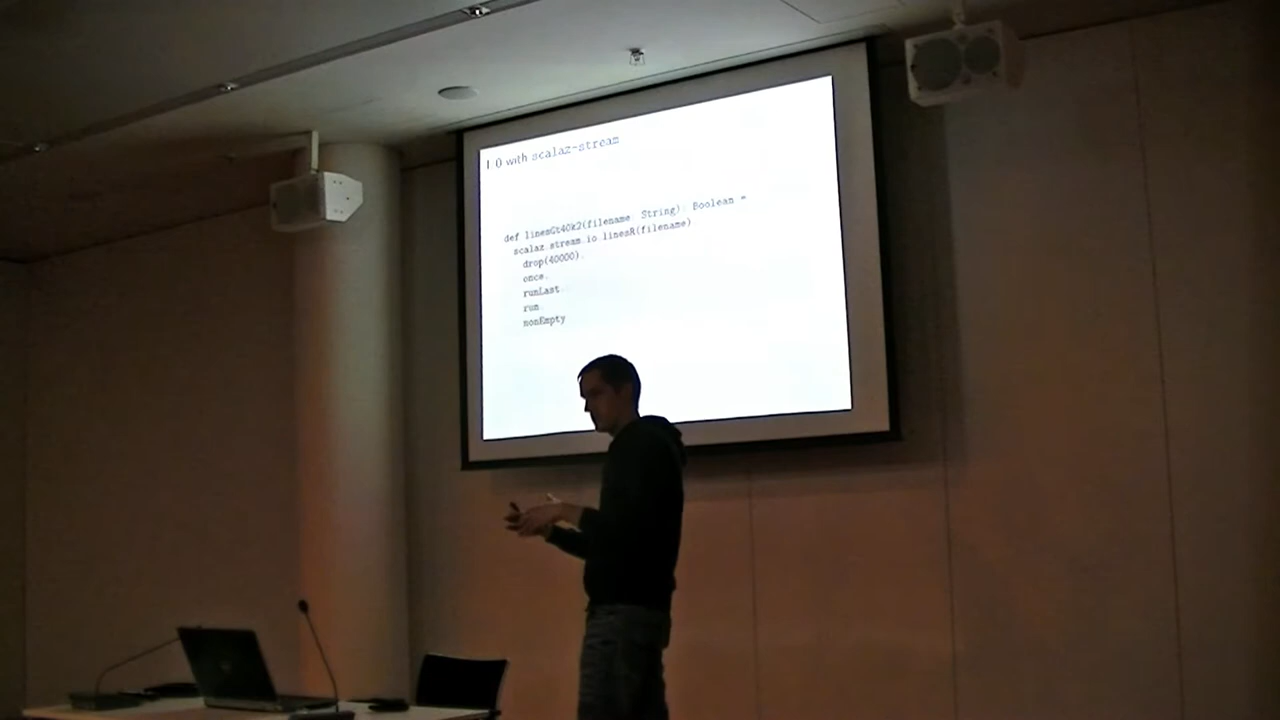 I O with scalaz-stream
def linesGt40k2(filename String) Boolean =
scalaz.stream.io linesR(filename)
drop(40000).
once.
runLast
run
nonEmpty